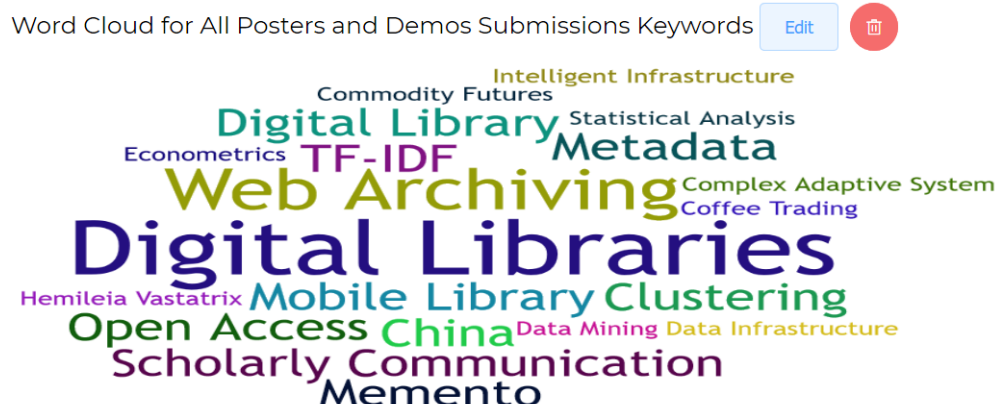 Word Cloud for All Posters and Demos Submissions Keywords Edit
Intelligent Infrastructure
Commodity Futures
Digital Library Statistical Analysis
Econometrics TF-IDF Metadata
Web Archiving Complex Adaptive System
Coffee Trading
Digital Libraries
Hemileia Vastatrix Mobile Library Clustering
Open Access China Data Mining Data Infrastructure
Scholarly Communication
Memento